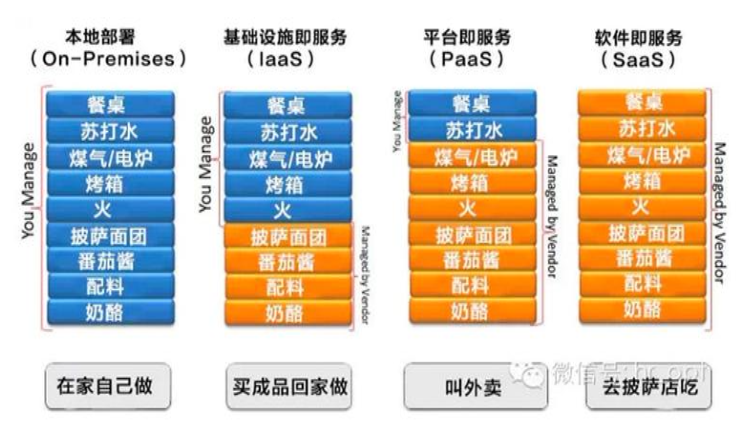 本地部署
(On-Premises)
You Manage
餐桌
苏打水
煤气/电炉
烤箱
火
披萨面团
番茄酱
配料
奶酪
在家自己做
基础设施即服务
(IaaS)
You Manage
餐桌
苏打水
煤气/电炉
烤箱
火
披萨面团
番茄酱
配料
奶酪
Managed by Vendor
买成品回家做
平台即服务
(PaaS)
You Manage
餐桌
苏打水
煤气/电炉
烤箱
火
披萨面团
番茄酱
配料
奶酪
Managed by Vendor
叫外卖
软件即服务
(SaaS)
餐桌
苏打水
煤气/电炉
烤箱
火
披萨面团
番茄酱
配料
奶酪
Managed by Vendor
去披萨店吃
微信号: